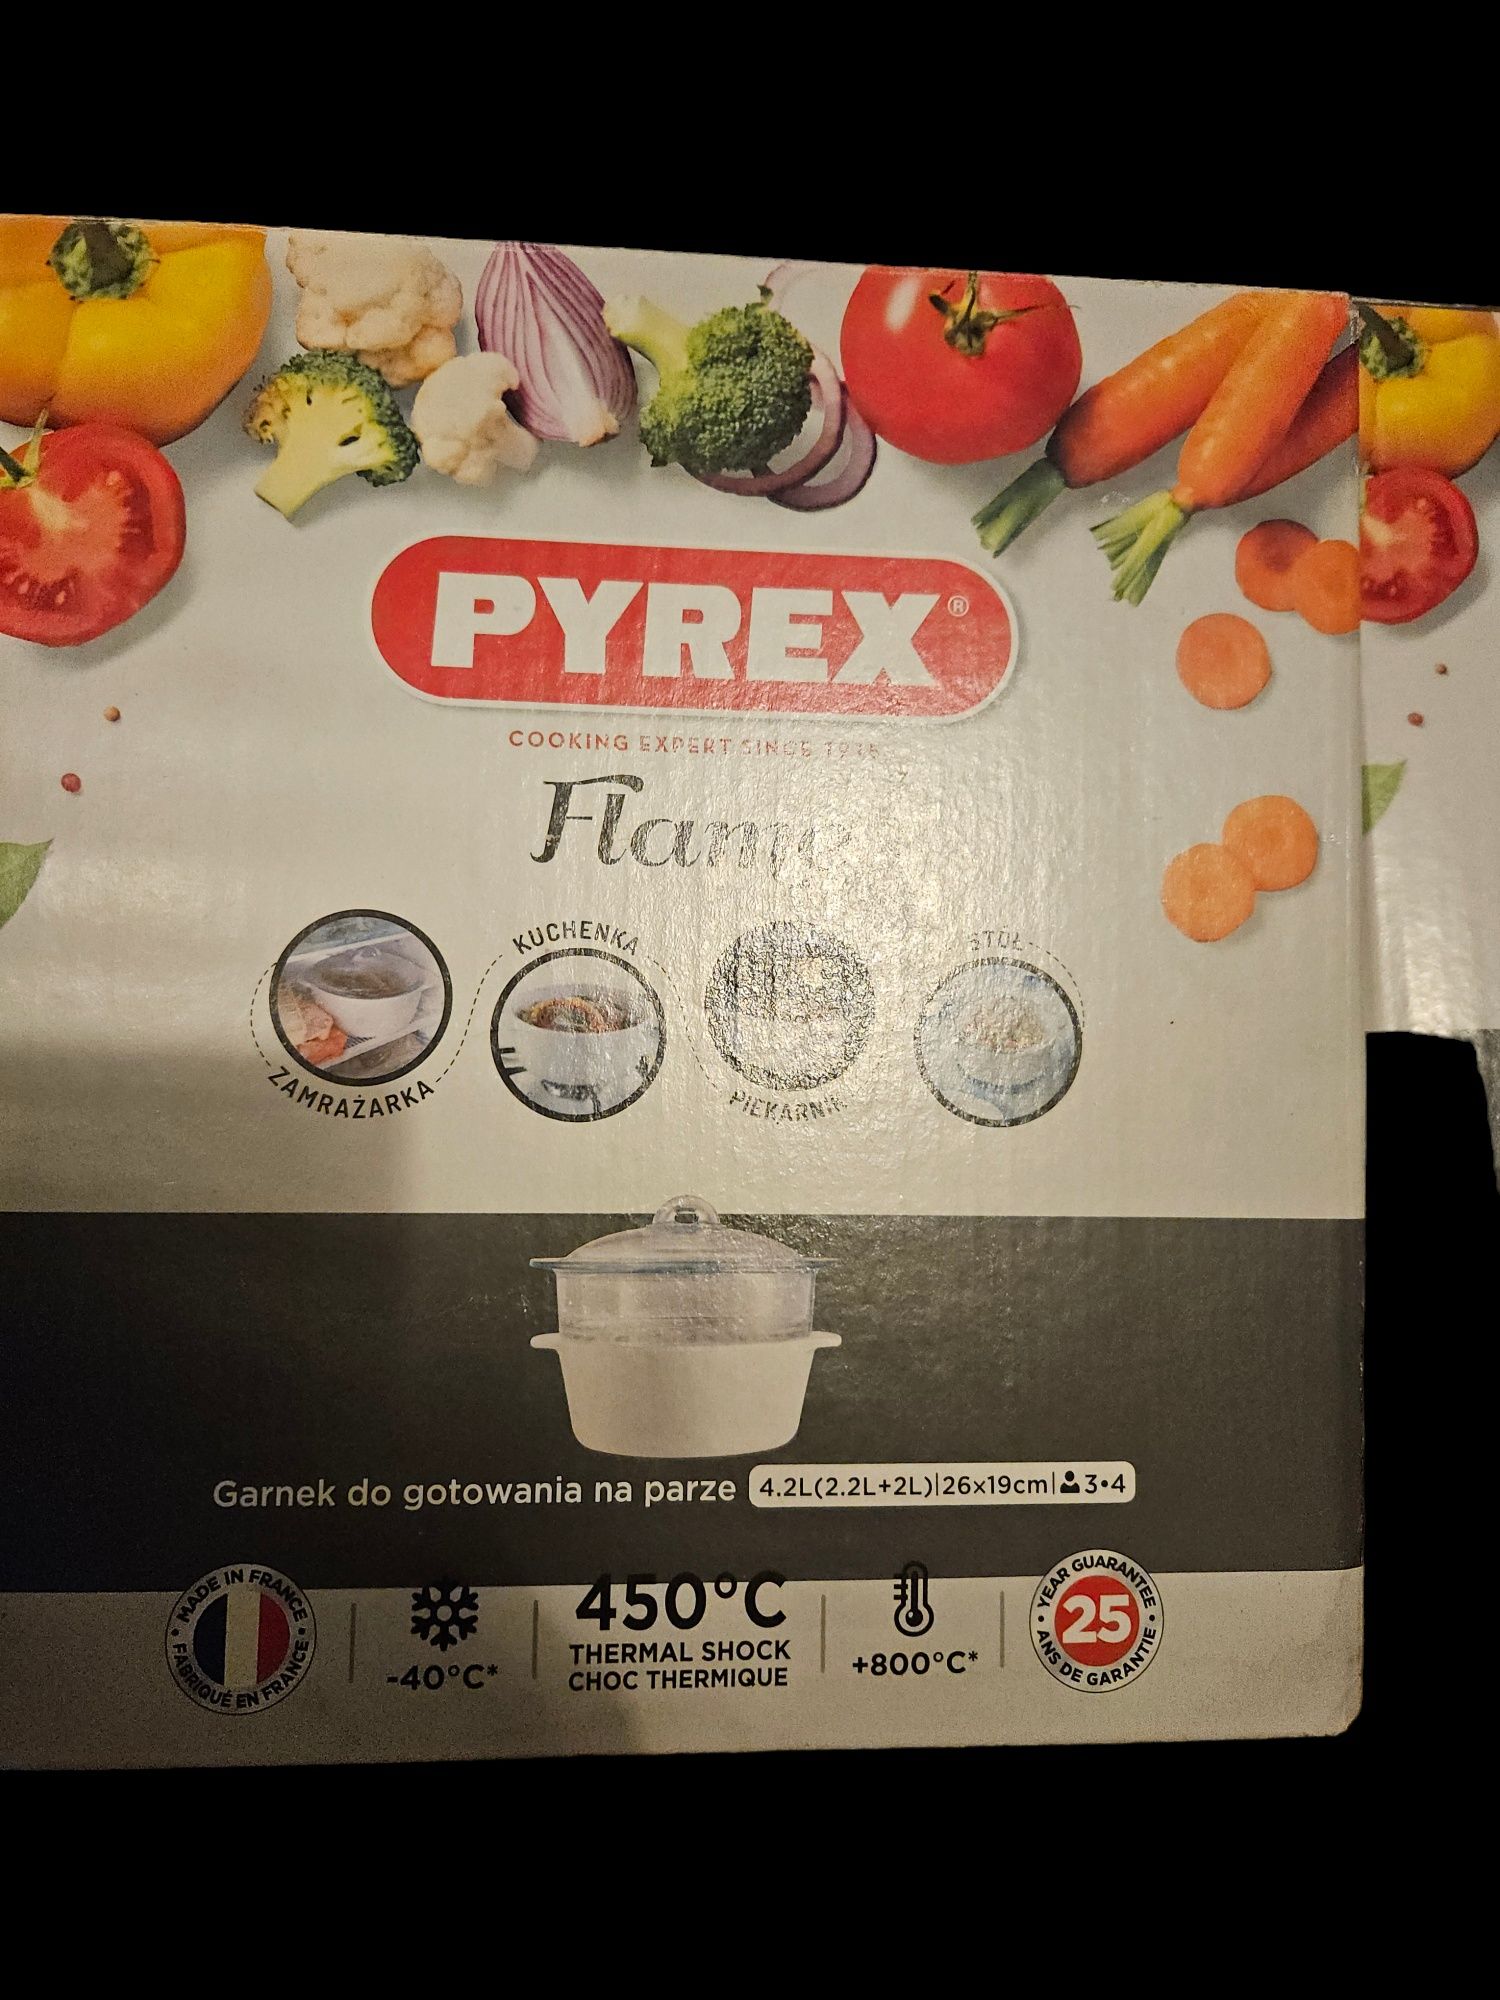 PYREX®
COOKING EXPERT SINCE 1915
Flame
ZAMRAŻARKA
KUCHENKA
PIEKARNIK
STÓŁ
Garnek do gotowania na parze 4.2L(2.2L+2L)|26x19cm|3•4
• MADE IN FRANCE •
FABRIQUÉ EN FRANCE
-40°C*
450°C
THERMAL SHOCK
CHOC THERMIQUE
+800°C*
• YEAR GUARANTEE •
25
ANS DE GARANTIE